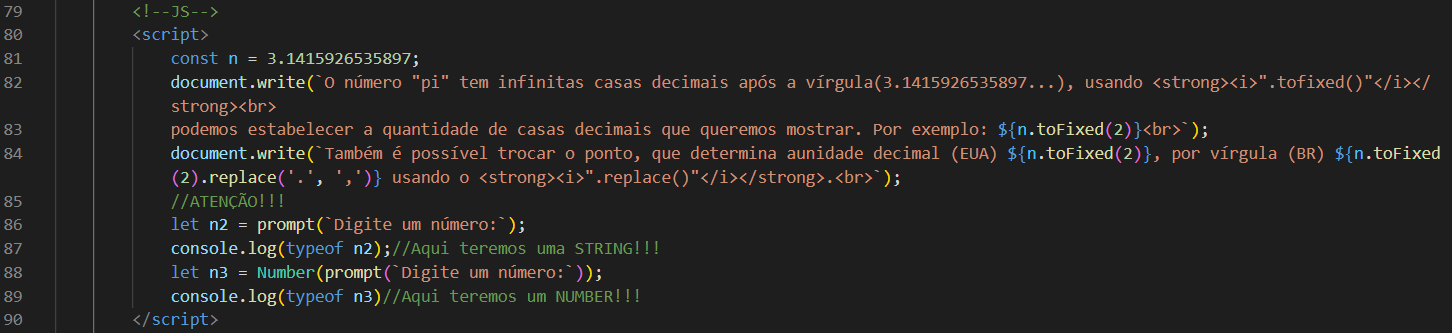 79 <!--JS-->
80 <script>
81 const n = 3.1415926535897;
82 document.write(`O número "pi" tem infinitas casas decimais após a vírgula(3.1415926535897...), usando <strong><i>".tofixed()"</i></
strong><br>
83 podemos estabelecer a quantidade de casas decimais que queremos mostrar. Por exemplo: ${n.toFixed(2)}<br>`);
84 document.write(`Também é possível trocar o ponto, que determina aunidade decimal (EUA) ${n.toFixed(2)}, por vírgula (BR) ${n.toFixed
(2).replace('.', ',')} usando o <strong><i>".replace()"</i></strong>.<br>`);
85 //ATENÇÃO!!!
86 let n2 = prompt(`Digite um número:`);
87 console.log(typeof n2);//Aqui teremos uma STRING!!!
88 let n3 = Number(prompt(`Digite um número:`));
89 console.log(typeof n3)//Aqui teremos um NUMBER!!!
90 </script>